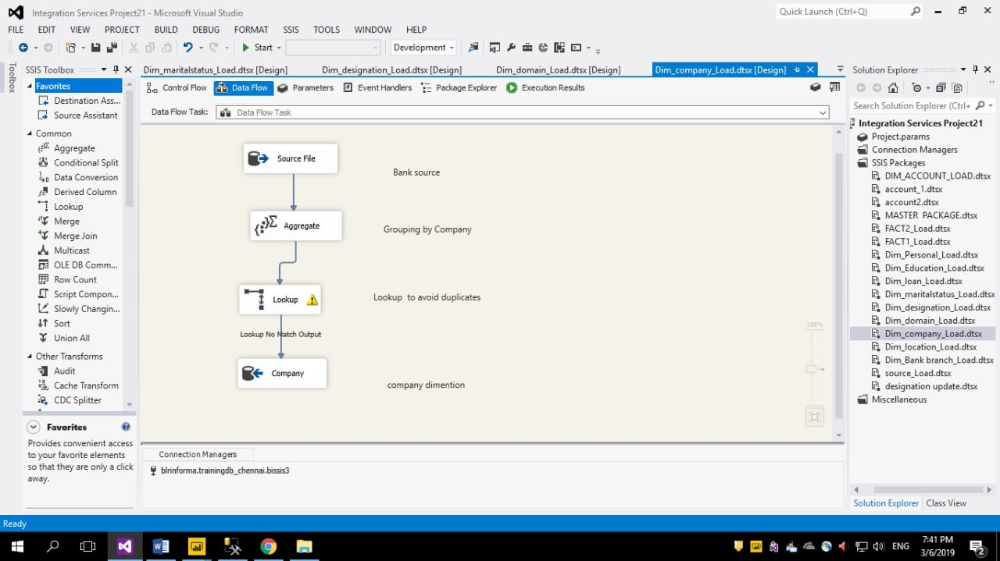 Integration Services Project21 - Microsoft Visual Studio
Quick Launch (Ctrl+Q)
FILE EDIT VIEW PROJECT BUILD DEBUG FORMAT SSIS TOOLS WINDOW HELP
Start
Development
Toolbox
SSIS Toolbox
Favorites
Destination Ass...
Source Assistant
Common
Aggregate
Conditional Split
Data Conversion
Derived Column
Lookup
Merge
Merge Join
Multicast
OLE DB Comm...
Row Count
Script Compon...
Slowly Changin...
Sort
Union All
Other Transforms
Audit
Cache Transform
CDC Splitter
Favorites
Provides convenient access
to your favorite elements
so that they are only a click
away.
Dim_maritalstatus_Load.dtsx [Design]
Dim_designation_Load.dtsx [Design]
Dim_domain_Load.dtsx [Design]
Dim_company_Load.dtsx [Design]
Control Flow
Data Flow
Parameters
Event Handlers
Package Explorer
Execution Results
Data Flow Task:
Data Flow Task
Source File
Bank source
Aggregate
Grouping by Company
Lookup
Lookup  to avoid duplicates
Lookup No Match Output
Company
company dimention
100%
Connection Managers
blrinforma.trainingdb_chennai.bissis3
Solution Explorer
Search Solution Explorer (Ctrl+
Integration Services Project21
Project.params
Connection Managers
SSIS Packages
DIM_ACCOUNT_LOAD.dtsx
account_1.dtsx
account2.dtsx
MASTER PACKAGE.dtsx
FACT2_Load.dtsx
FACT1_Load.dtsx
Dim_Personal_Load.dtsx
Dim_Education_Load.dtsx
Dim_loan_Load.dtsx
Dim_maritalstatus_Load.dtsx
Dim_designation_Load.dtsx
Dim_domain_Load.dtsx
Dim_company_Load.dtsx
Dim_location_Load.dtsx
Dim_Bank branch_Load.dtsx
source_Load.dtsx
designation update.dtsx
Miscellaneous
Solution Explorer
Class View
Ready
ENG
7:41 PM
3/6/2019
2